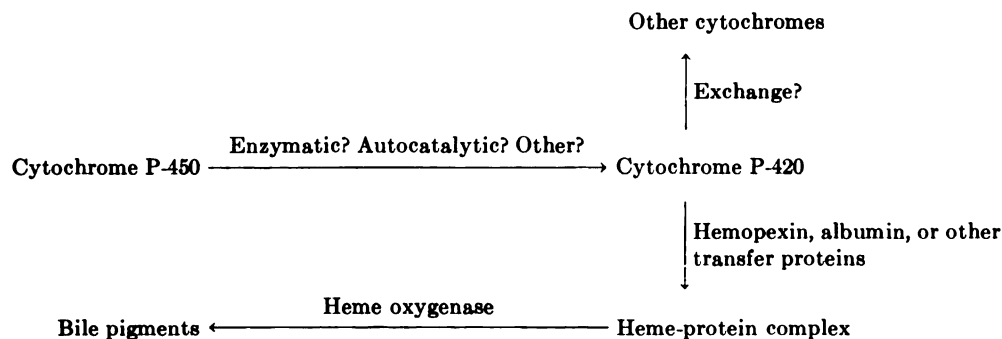 Other cytochromes
Exchange?
Enzymatic? Autocatalytic? Other?
Cytochrome P-450
Cytochrome P-420
Hemopexin, albumin, or other
transfer proteins
Heme oxygenase
Bile pigments
Heme-protein complex